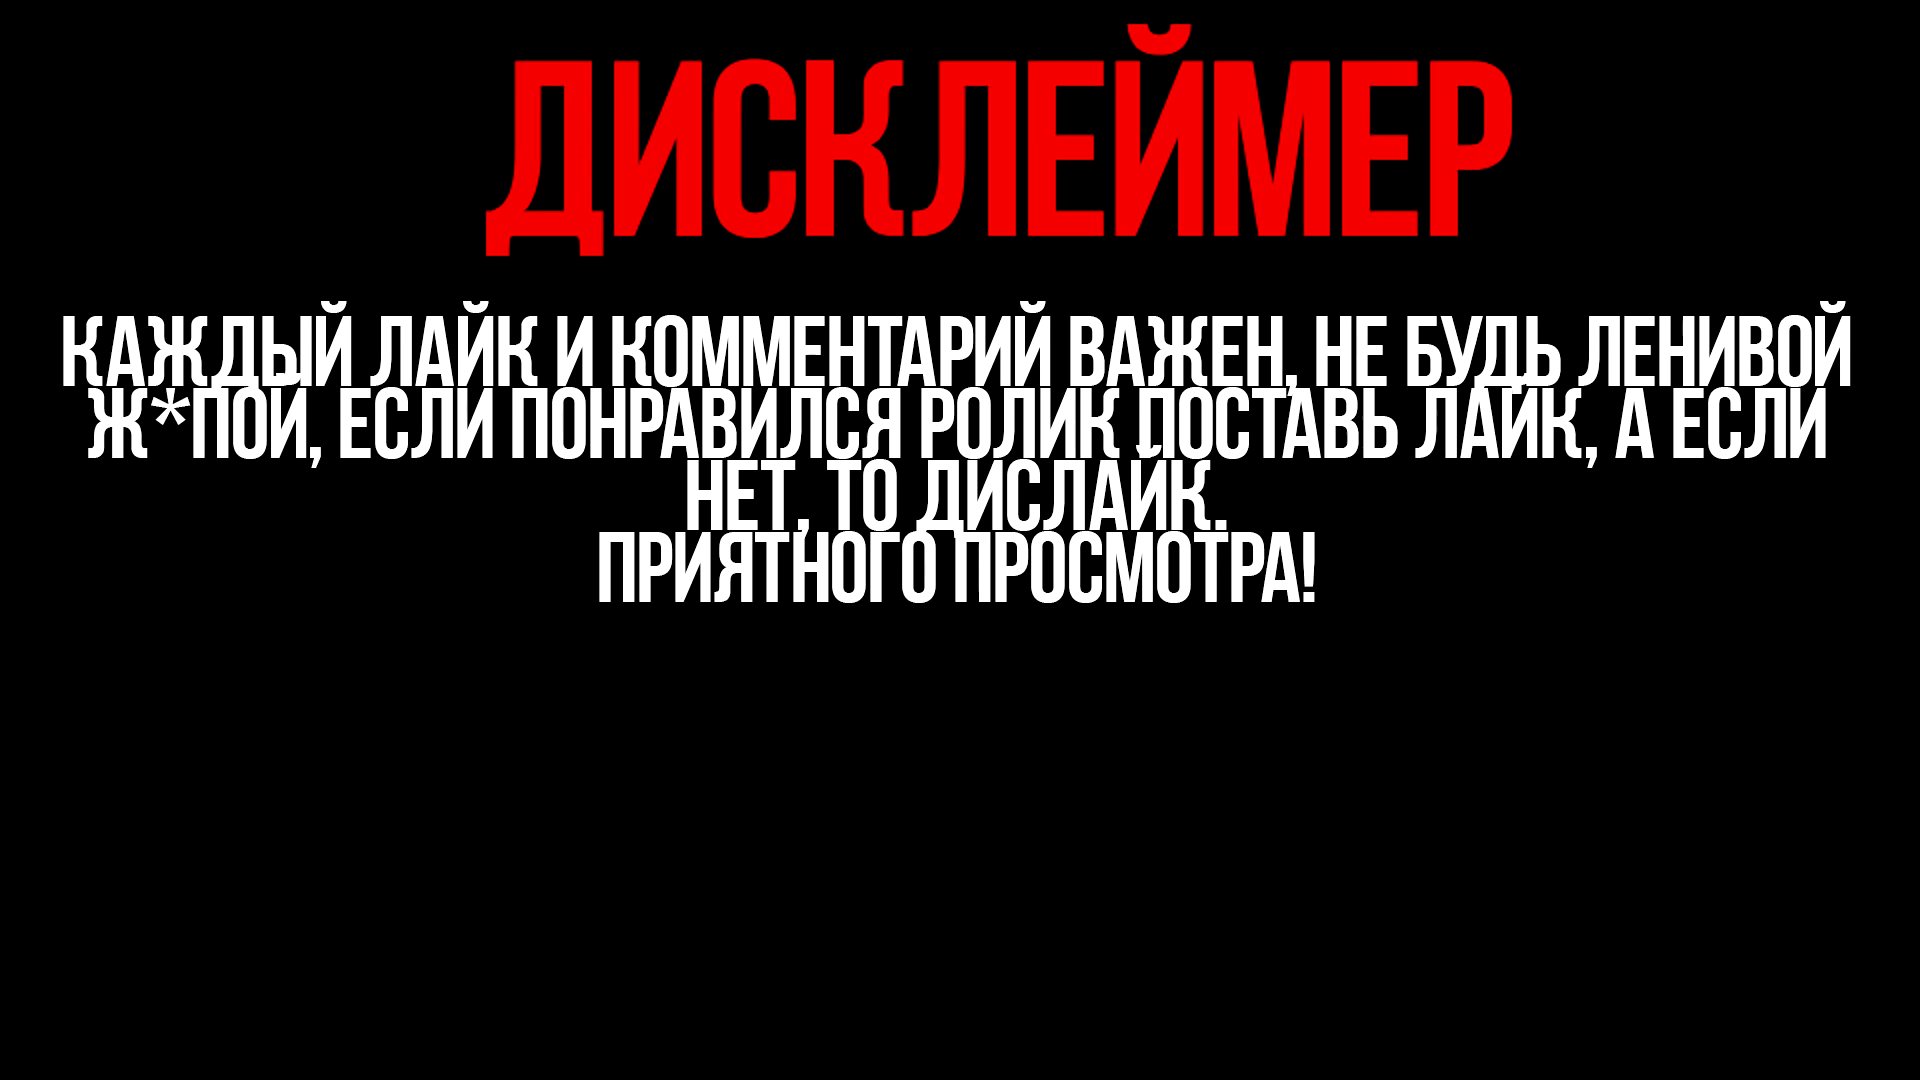 ДИСКЛЕЙМЕР
КАЖДЫЙ ЛАЙК И КОММЕНТАРИЙ ВАЖЕН, НЕ БУДЬ ЛЕНИВОЙ
Ж*ПОЙ, ЕСЛИ ПОНРАВИЛСЯ РОЛИК ПОСТАВЬ ЛАЙК, А ЕСЛИ
НЕТ, ТО ДИСЛАЙК.
ПРИЯТНОГО ПРОСМОТРА!